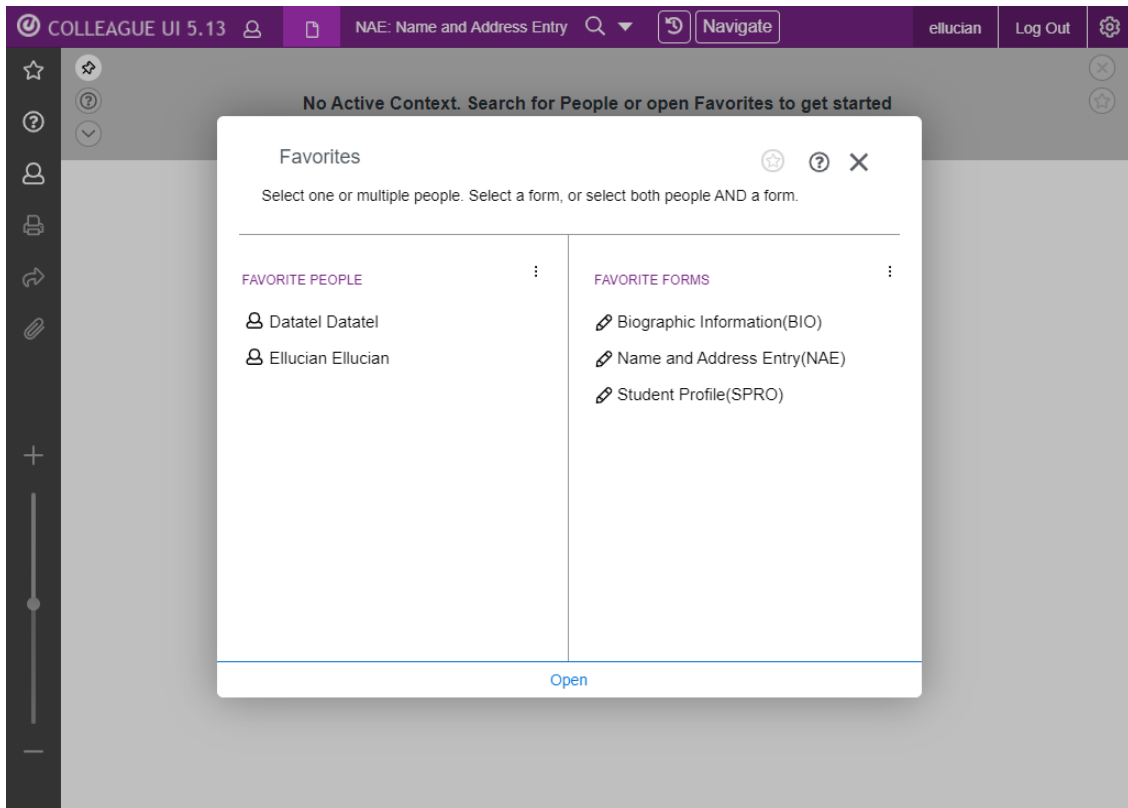 COLLEAGUE UI 5.13 NAE: Name and Address Entry Navigate ellucian Log Out
No Active Context. Search for People or open Favorites to get started
Favorites
Select one or multiple people. Select a form, or select both people AND a form.
FAVORITE PEOPLE
Datatel Datatel
Ellucian Ellucian
FAVORITE FORMS
Biographic Information(BIO)
Name and Address Entry(NAE)
Student Profile(SPRO)
Open